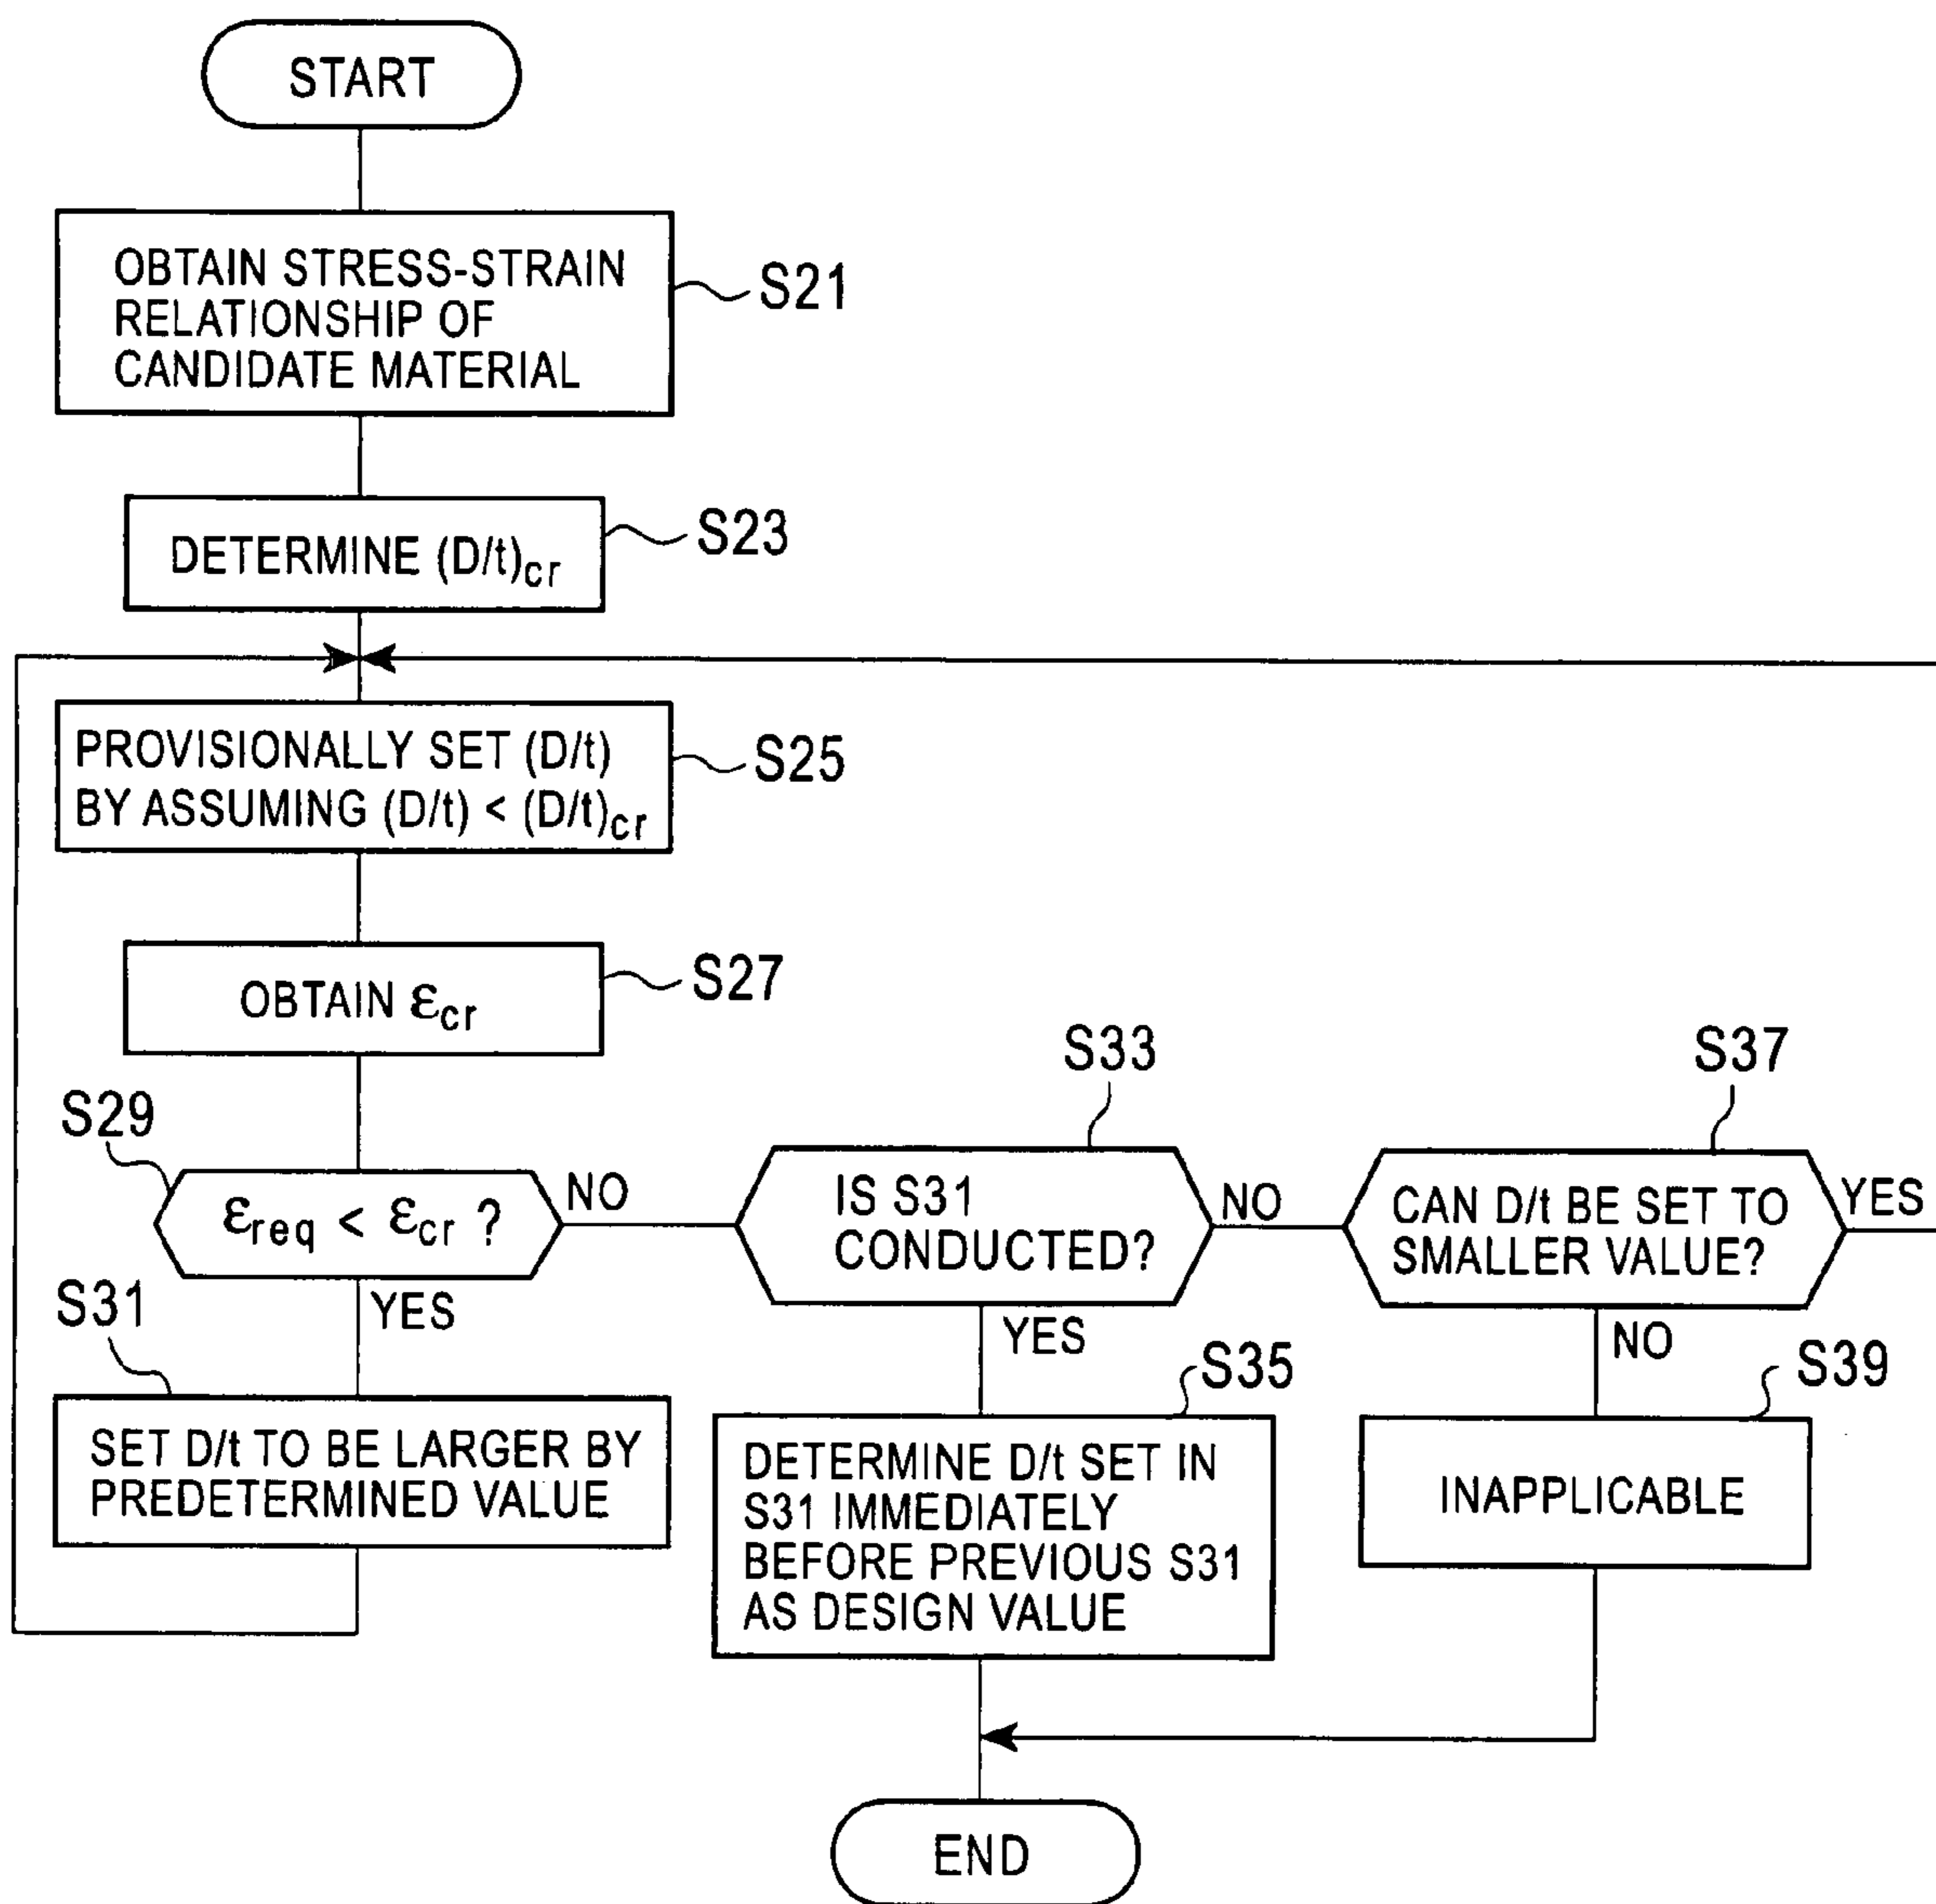 START
OBTAIN STRESS-STRAIN
RELATIONSHIP OF
CANDIDATE MATERIAL
S21
DETERMINE (D/t)cr
S23
PROVISIONALLY SET (D/t)
BY ASSUMING (D/t) < (D/t)cr
S25
OBTAIN εcr
S27
S29
εreq < εcr ?
NO
YES
S31
SET D/t TO BE LARGER BY
PREDETERMINED VALUE
S33
IS S31
CONDUCTED?
NO
YES
S35
DETERMINE D/t SET IN
S31 IMMEDIATELY
BEFORE PREVIOUS S31
AS DESIGN VALUE
S37
CAN D/t BE SET TO
SMALLER VALUE?
YES
NO
S39
INAPPLICABLE
END